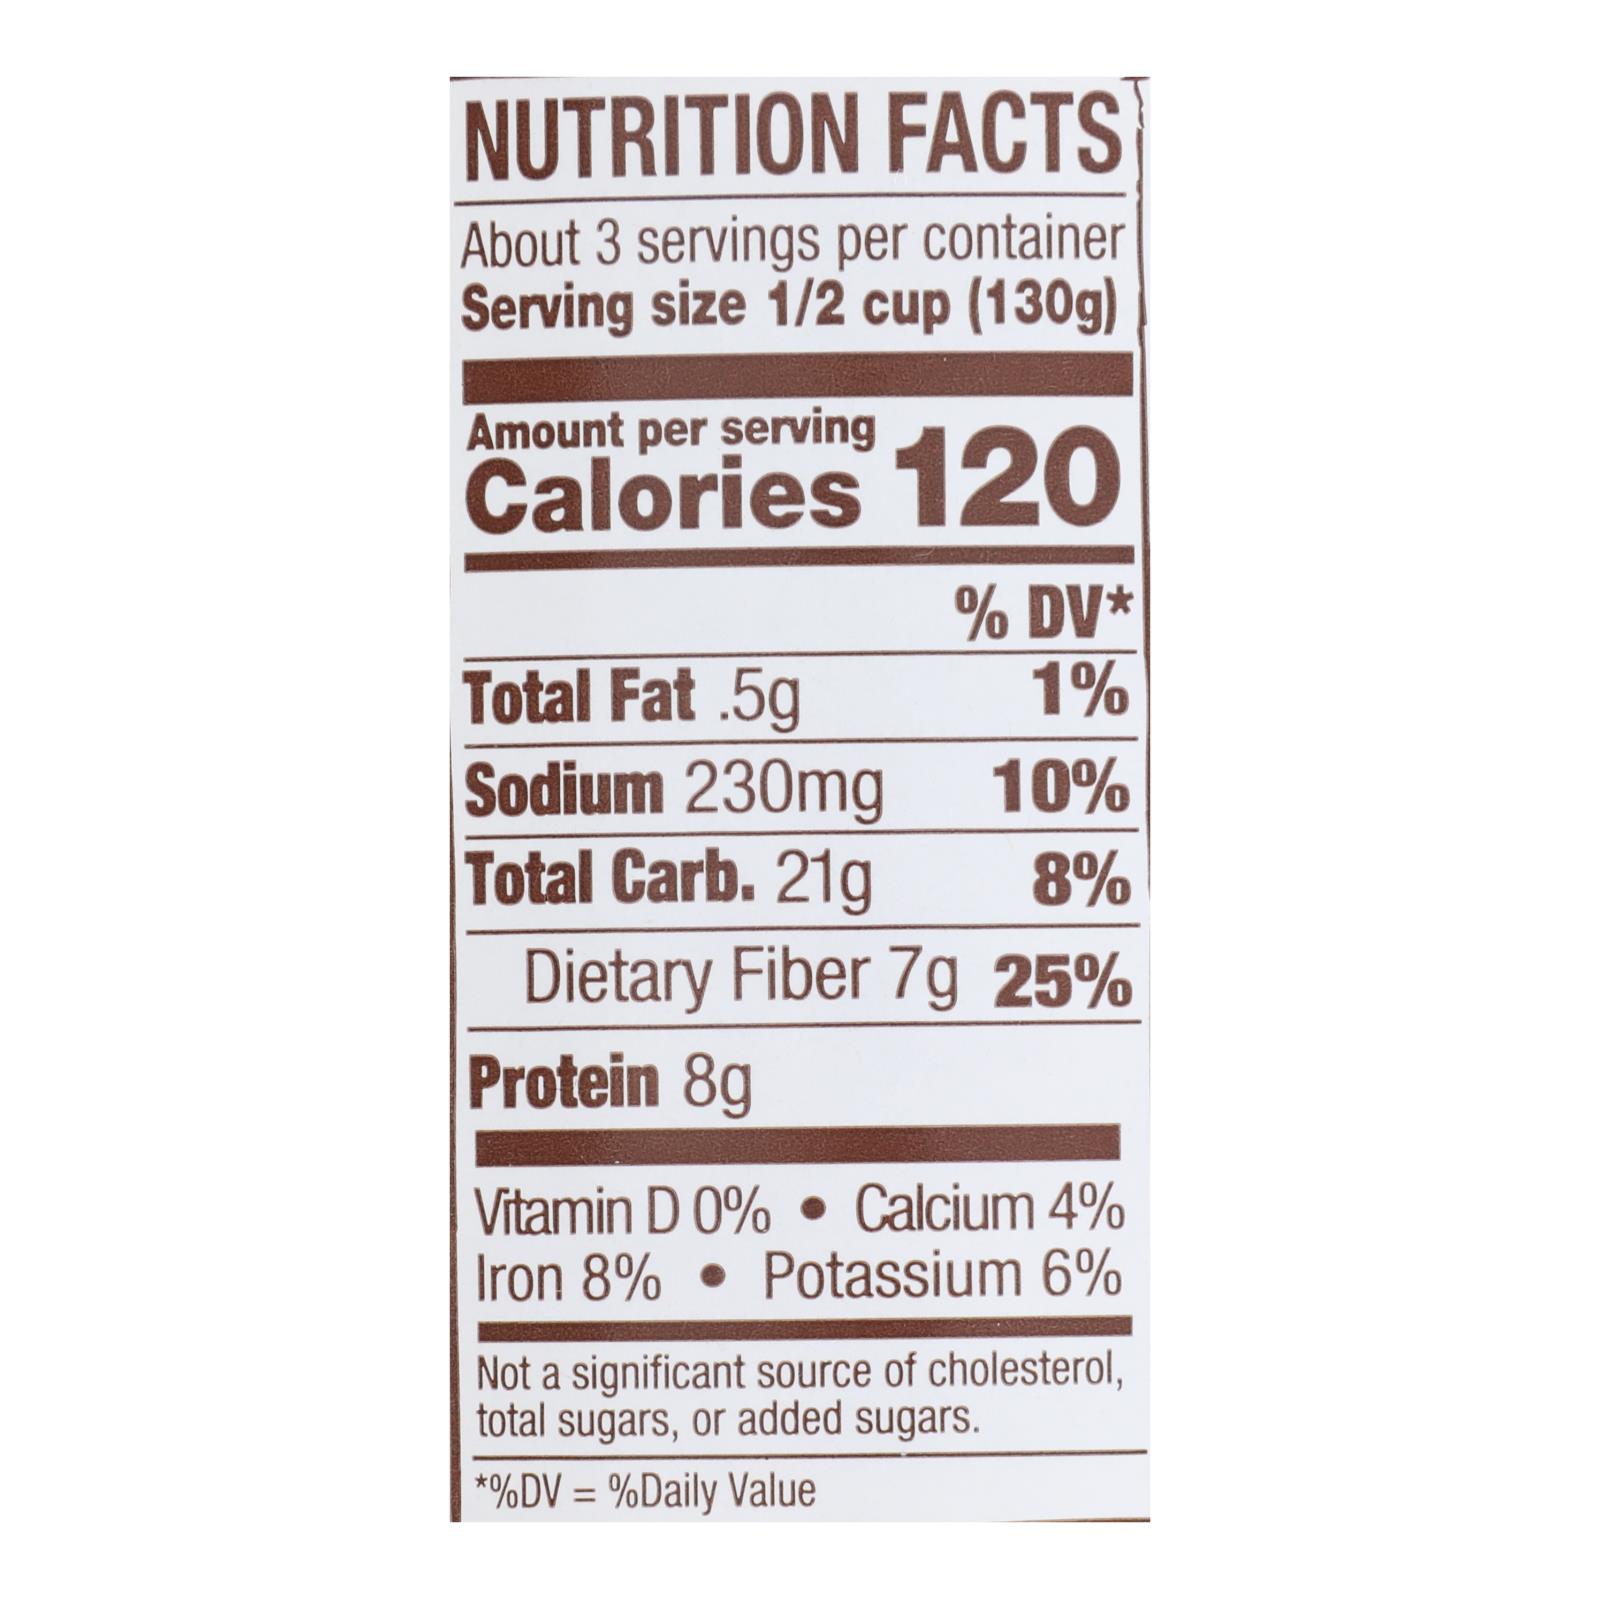 NUTRITION FACTS
About 3 servings per container
Serving size 1/2 cup (130g)
Amount per serving
Calories 120
% DV*
Total Fat .5g 1%
Sodium 230mg 10%
Total Carb. 21g 8%
Dietary Fiber 7g 25%
Protein 8g
Vitamin D 0% • Calcium 4%
Iron 8% • Potassium 6%
Not a significant source of cholesterol,
total sugars, or added sugars.
*%DV = %Daily Value